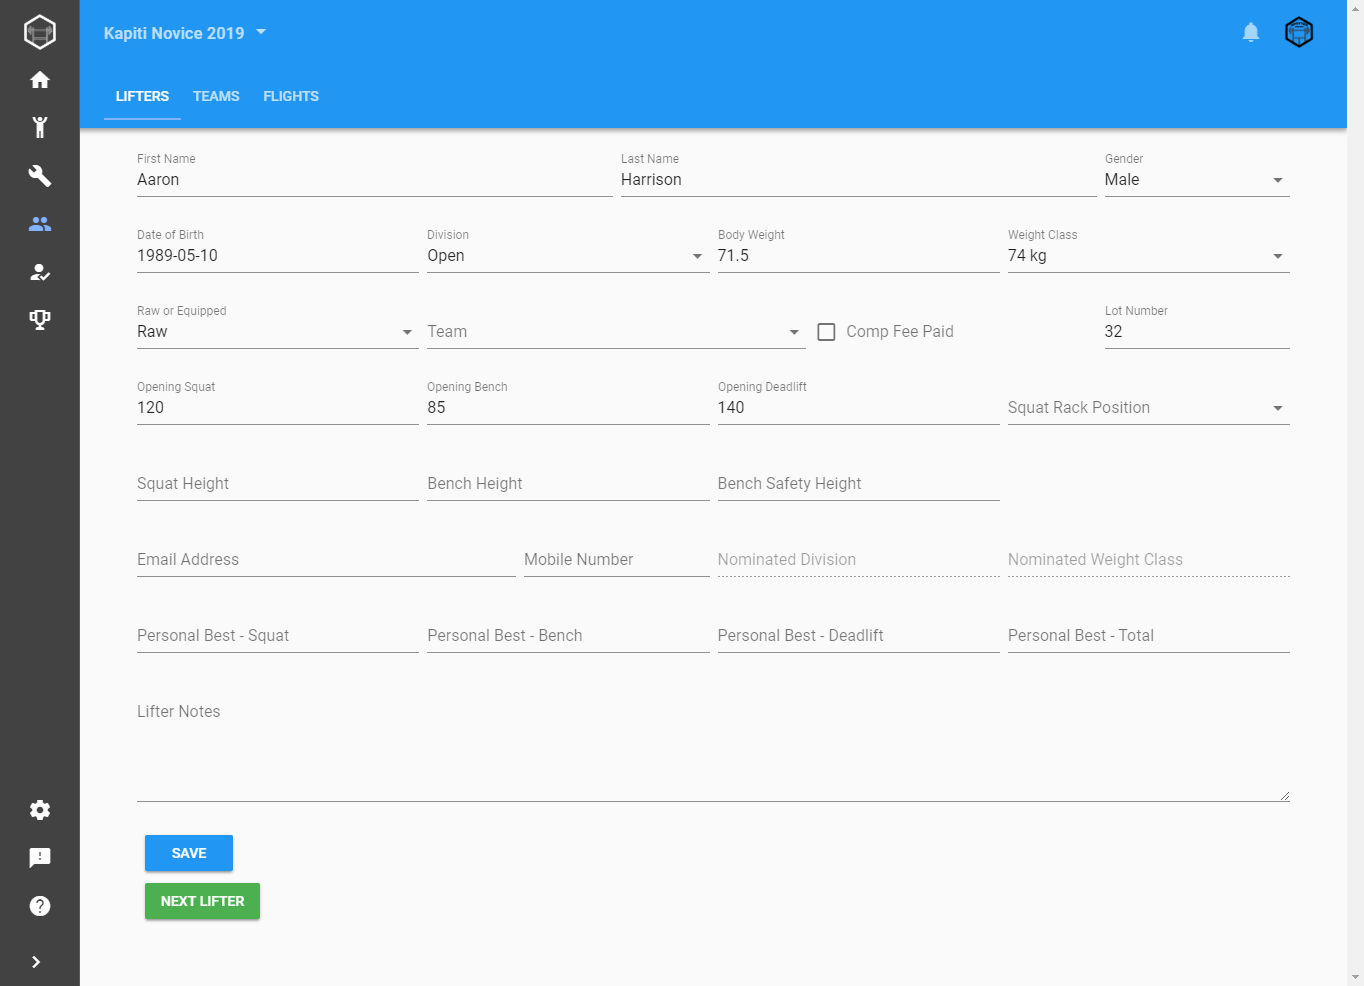 Kapiti Novice 2019
LIFTERS TEAMS FLIGHTS
First Name Last Name Gender
Aaron Harrison Male
Date of Birth Division Body Weight Weight Class
1989-05-10 Open 71.5 74 kg
Raw or Equipped Lot Number
Raw Team Comp Fee Paid 32
Opening Squat Opening Bench Opening Deadlift
120 85 140 Squat Rack Position
Squat Height Bench Height Bench Safety Height
Email Address Mobile Number Nominated Division Nominated Weight Class
Personal Best - Squat Personal Best - Bench Personal Best - Deadlift Personal Best - Total
Lifter Notes
SAVE
NEXT LIFTER